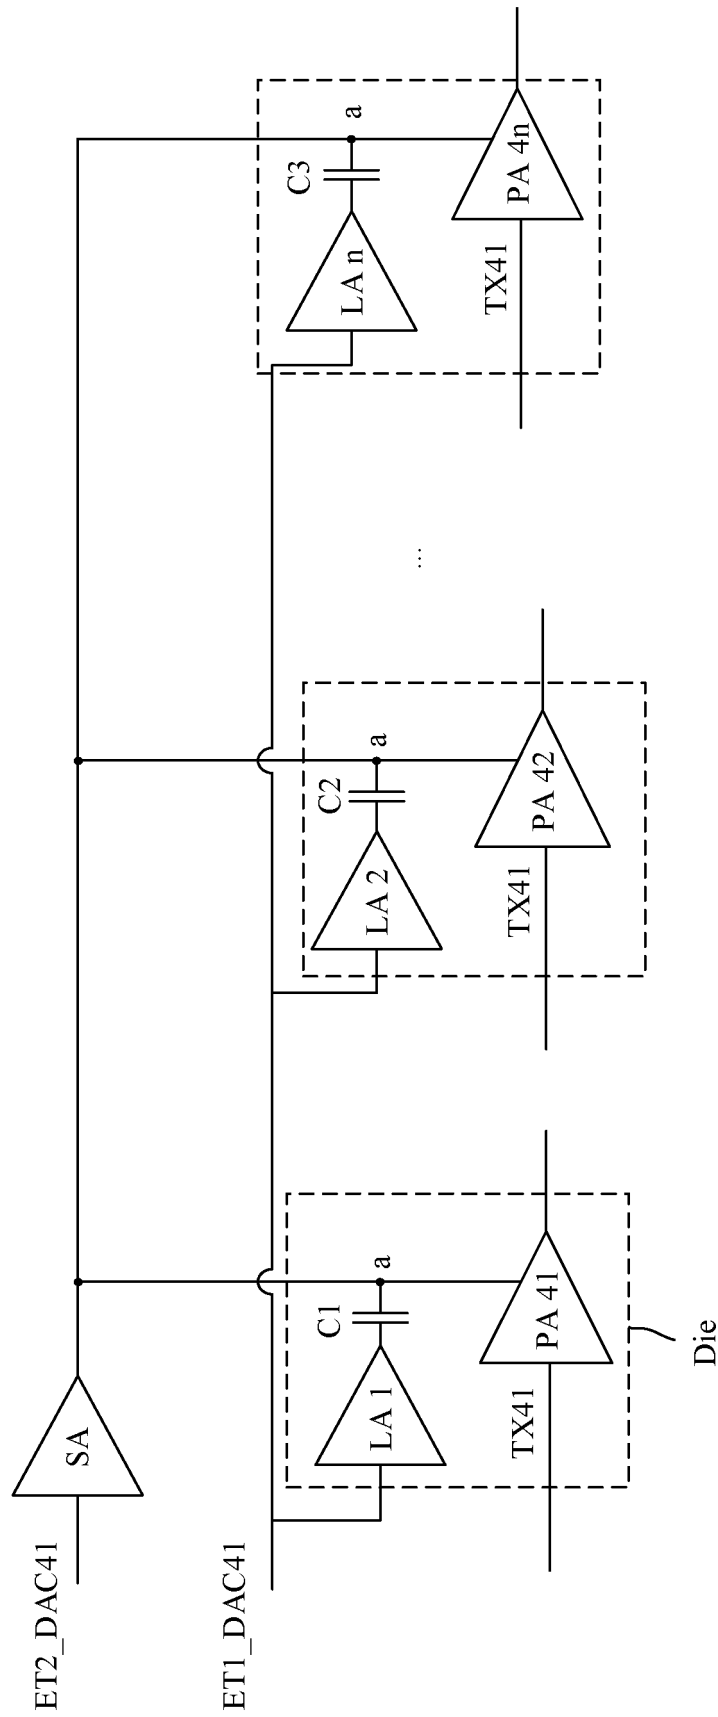 ET2_DAC41
SA
ET1_DAC41
LA 1
C1
a
TX41
PA 41
Die
LA 2
C2
a
TX41
PA 42
...
LA n
C3
a
TX41
PA 4n